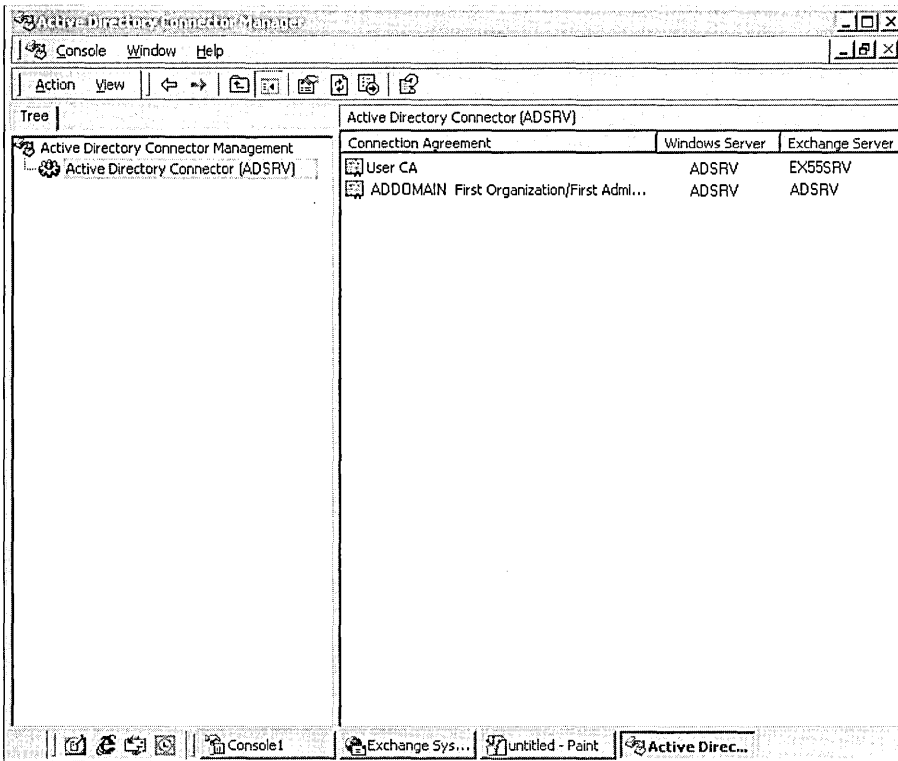 Active Directory Connector Manager
Console Window Help
Action View
Tree
Active Directory Connector Management
Active Directory Connector (ADSRV)
Active Directory Connector (ADSRV)
Connection Agreement Windows Server Exchange Server
User CA ADSRV EX55SRV
ADDOMAIN First Organization/First Admi... ADSRV ADSRV
Console1 Exchange Sys... untitled - Paint Active Direc...